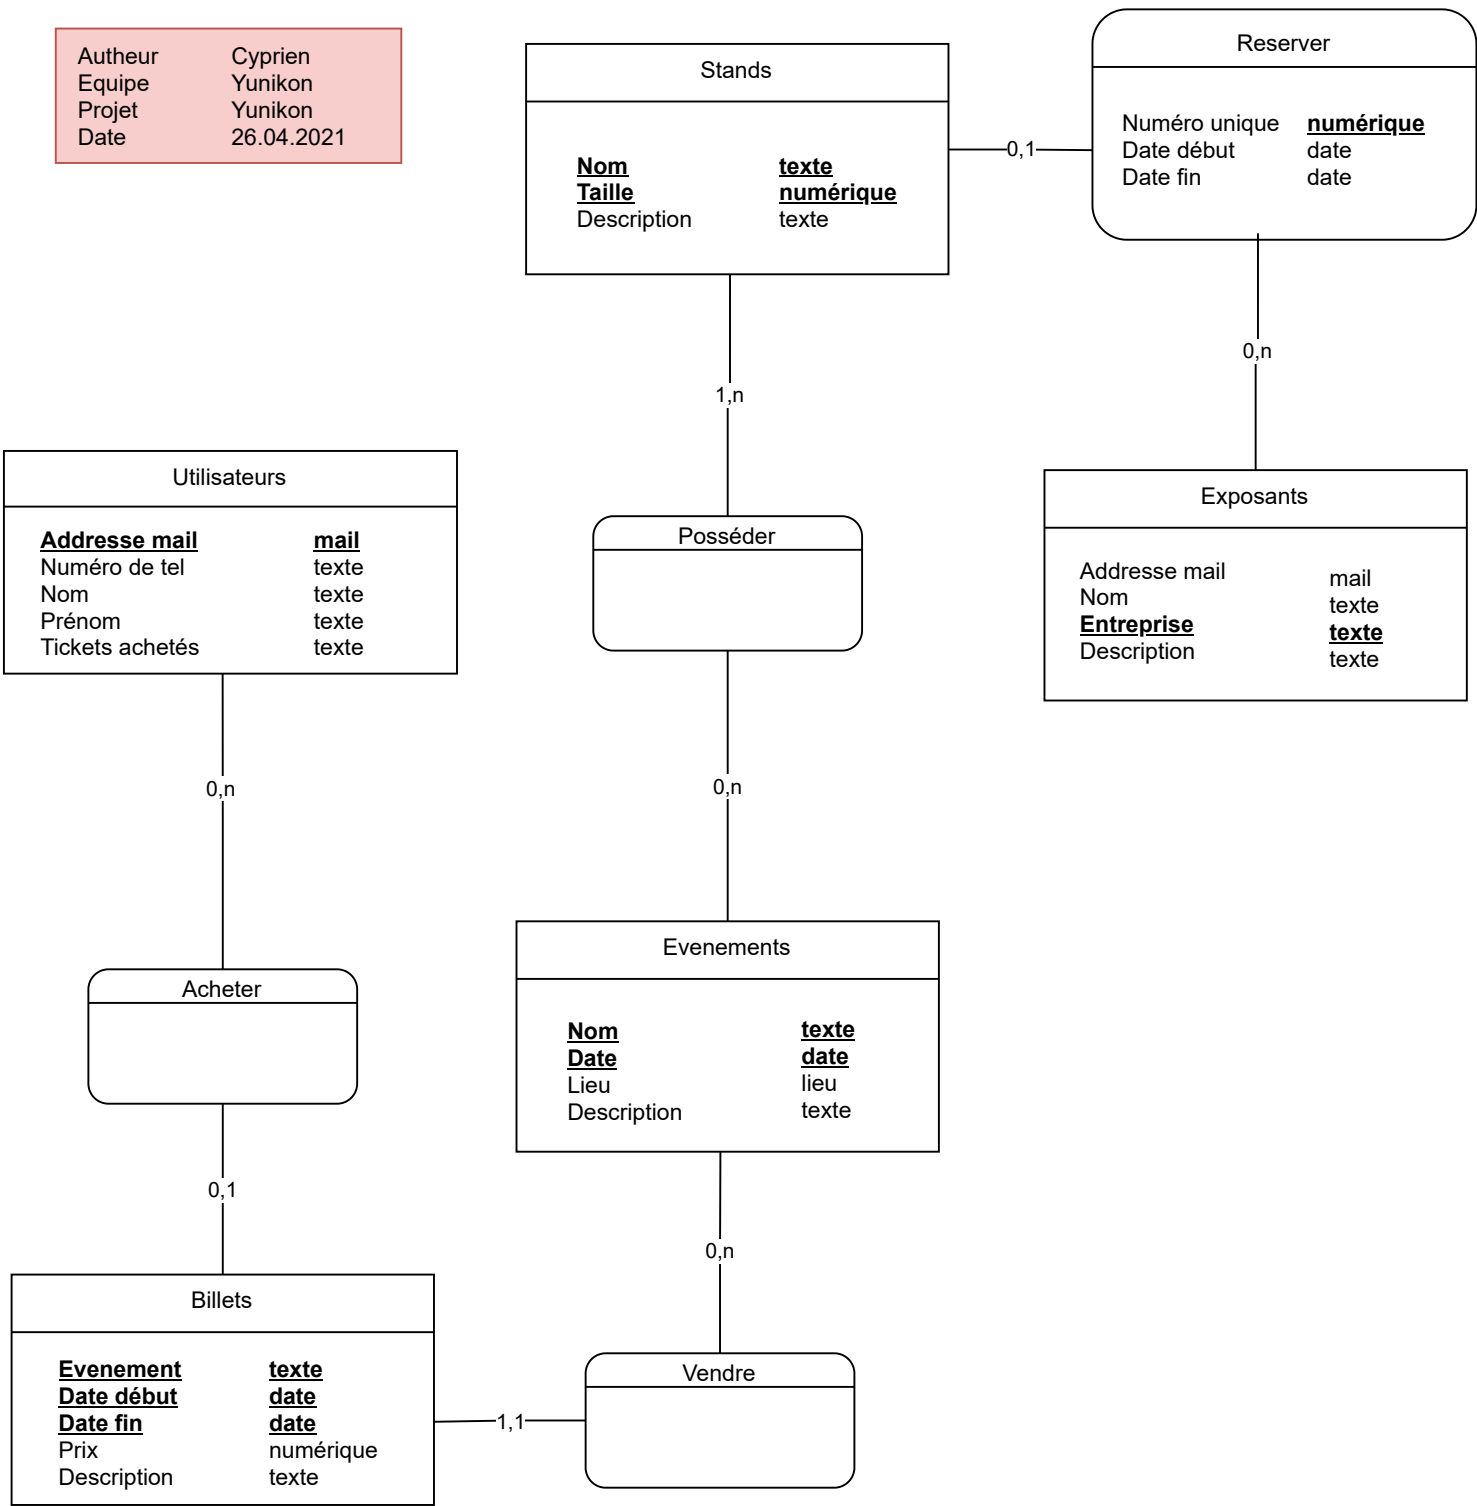 Autheur Cyprien
Equipe Yunikon
Projet Yunikon
Date 26.04.2021
Stands
Nom texte
Taille numérique
Description texte
0,1
Reserver
Numéro unique numérique
Date début date
Date fin date
0,n
1,n
Utilisateurs
Addresse mail mail
Numéro de tel texte
Nom texte
Prénom texte
Tickets achetés texte
Posséder
Exposants
Addresse mail mail
Nom texte
Entreprise texte
Description texte
0,n
0,n
Acheter
Evenements
Nom texte
Date date
Lieu lieu
Description texte
0,1
0,n
Billets
Evenement texte
Date début date
Date fin date
Prix numérique
Description texte
1,1
Vendre